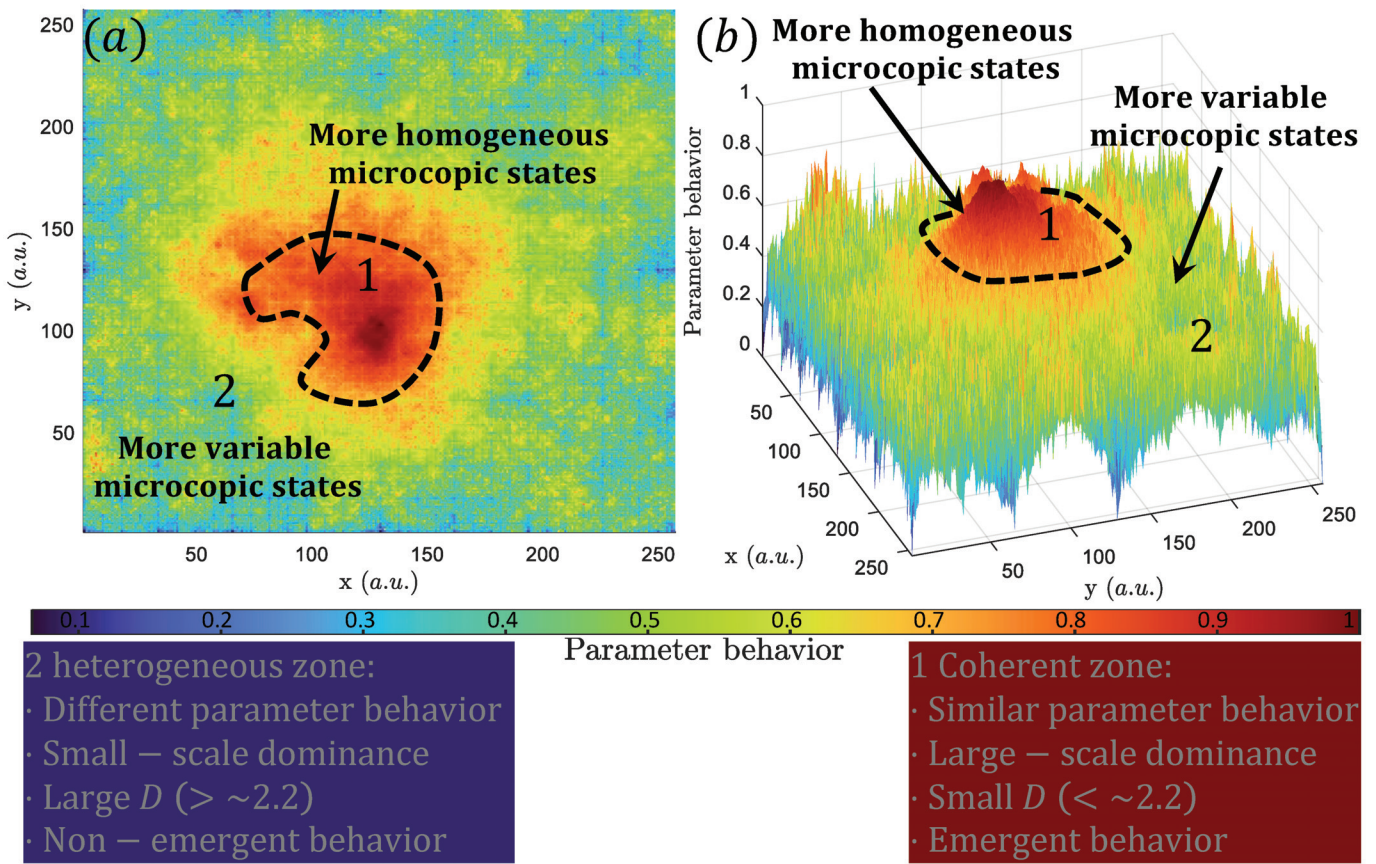 (a)
250
200
150
100
50
y (a.u.)
More homogeneous
microcopic states
1
2
More variable
microcopic states
50
100
150
200
250
x (a.u.)
(b)
More homogeneous
microcopic states
More variable
microcopic states
1
0.8
0.6
0.4
0.2
0
Parameter behavior
1
2
50
100
150
200
250
x (a.u.)
50
100
150
200
250
y (a.u.)
0.1 0.2 0.3 0.4 0.5 0.6 0.7 0.8 0.9 1
Parameter behavior
2 heterogeneous zone:
· Different parameter behavior
· Small − scale dominance
· Large D (> ~2.2)
· Non − emergent behavior
1 Coherent zone:
· Similar parameter behavior
· Large − scale dominance
· Small D (< ~2.2)
· Emergent behavior